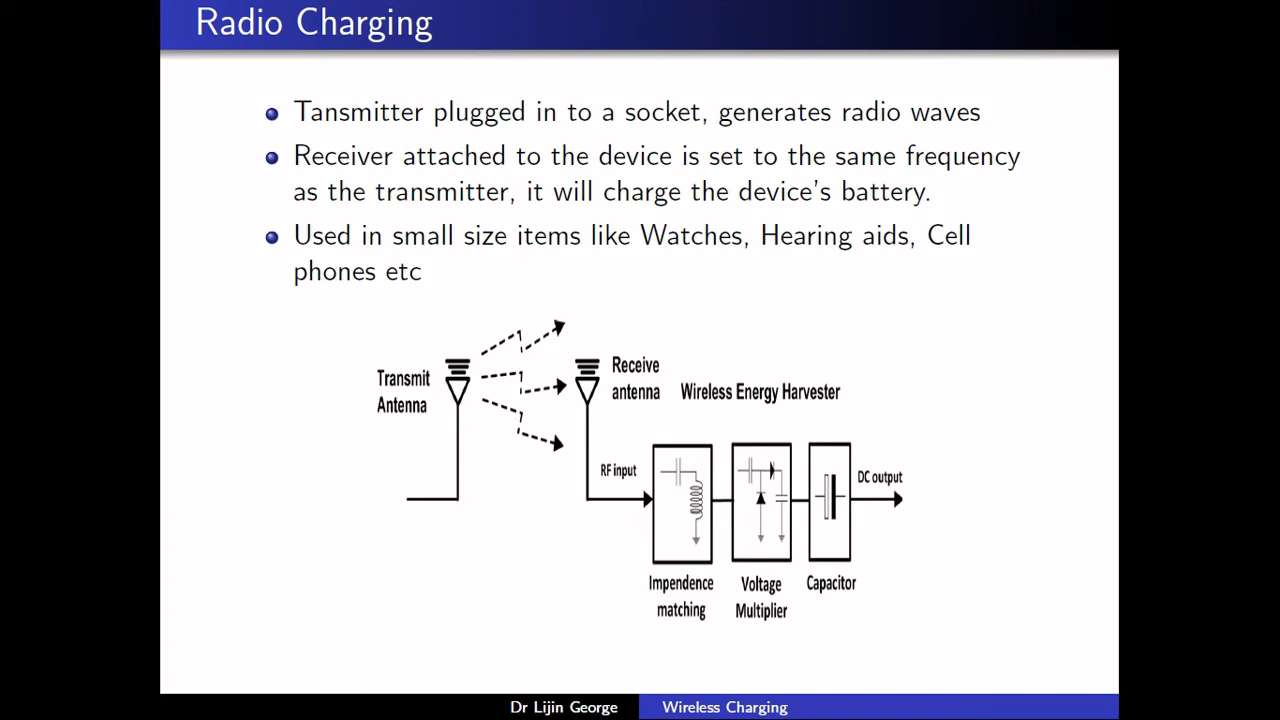 Radio Charging
Tansmitter plugged in to a socket, generates radio waves
Receiver attached to the device is set to the same frequency
as the transmitter, it will charge the device's battery.
Used in small size items like Watches, Hearing aids, Cell
phones etc
Transmit
Antenna
Receive
antenna
Wireless Energy Harvester
RF input
DC output
Impendence
matching
Voltage
Multiplier
Capacitor
Dr Lijin George
Wireless Charging